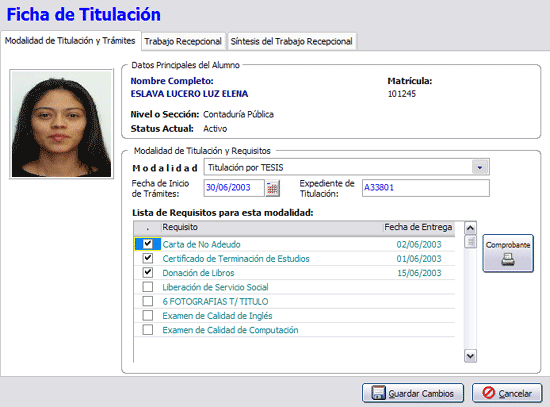 Ficha de Titulación
Modalidad de Titulación y Trámites
Trabajo Recepcional
Síntesis del Trabajo Recepcional
Datos Principales del Alumno
Nombre Completo:
Matrícula:
ESLAVA LUCERO LUZ ELENA
101245
Nivel o Sección: Contaduría Pública
Status Actual: Activo
Modalidad de Titulación y Requisitos
Modalidad Titulación por TESIS
Fecha de Inicio de Trámites: 30/06/2003
Expediente de Titulación: A33801
Lista de Requisitos para esta modalidad:
. Requisito Fecha de Entrega
Carta de No Adeudo 02/06/2003
Certificado de Terminación de Estudios 01/06/2003
Donación de Libros 15/06/2003
Liberación de Servicio Social
6 FOTOGRAFIAS T/ TITULO
Examen de Calidad de Inglés
Examen de Calidad de Computación
Comprobante
Guardar Cambios
Cancelar